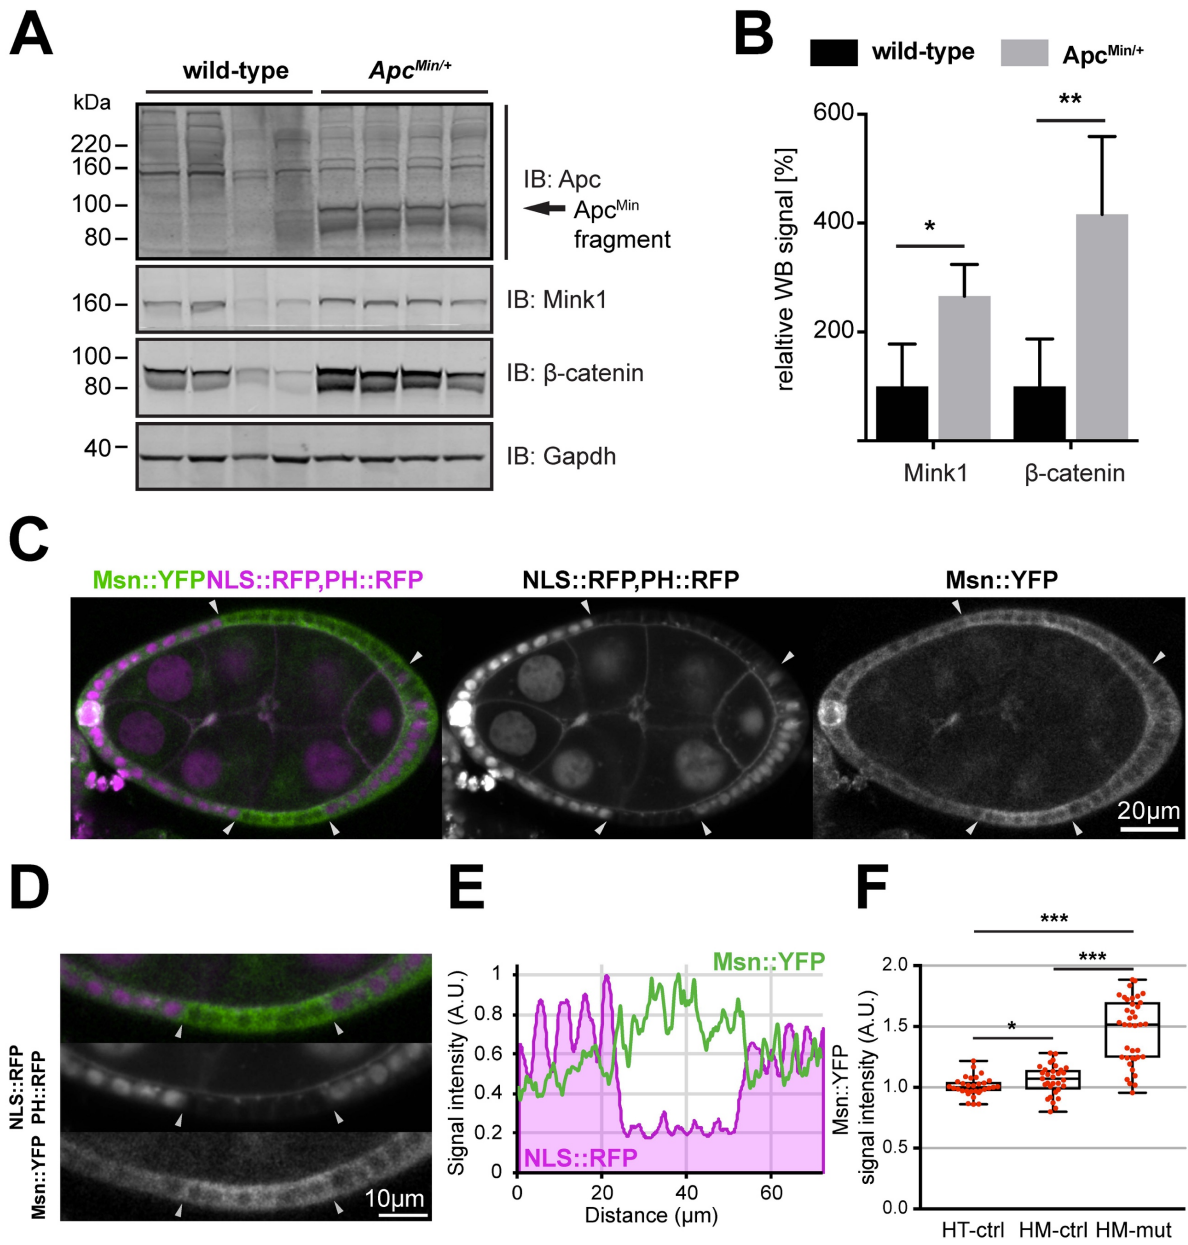 A
wild-type
Apc^Min/+
kDa
220
160
100
80
IB: Apc
Apc^Min
fragment
160
IB: Mink1
100
80
IB: β-catenin
40
IB: Gapdh
B
wild-type
Apc^Min/+
relaltive WB signal [%]
600
400
200
*
**
Mink1
β-catenin
C
Msn::YFPNLS::RFP,PH::RFP
NLS::RFP,PH::RFP
Msn::YFP
20µm
D
NLS::RFP
PH::RFP
Msn::YFP
10µm
E
Msn::YFP
Signal intensity (A.U.)
1
0.8
0.6
0.4
0.2
0
NLS::RFP
0
20
40
60
Distance (µm)
F
***
***
*
Msn::YFP
signal intensity (A.U.)
2.0
1.5
1.0
0.5
0.0
HT-ctrl
HM-ctrl
HM-mut